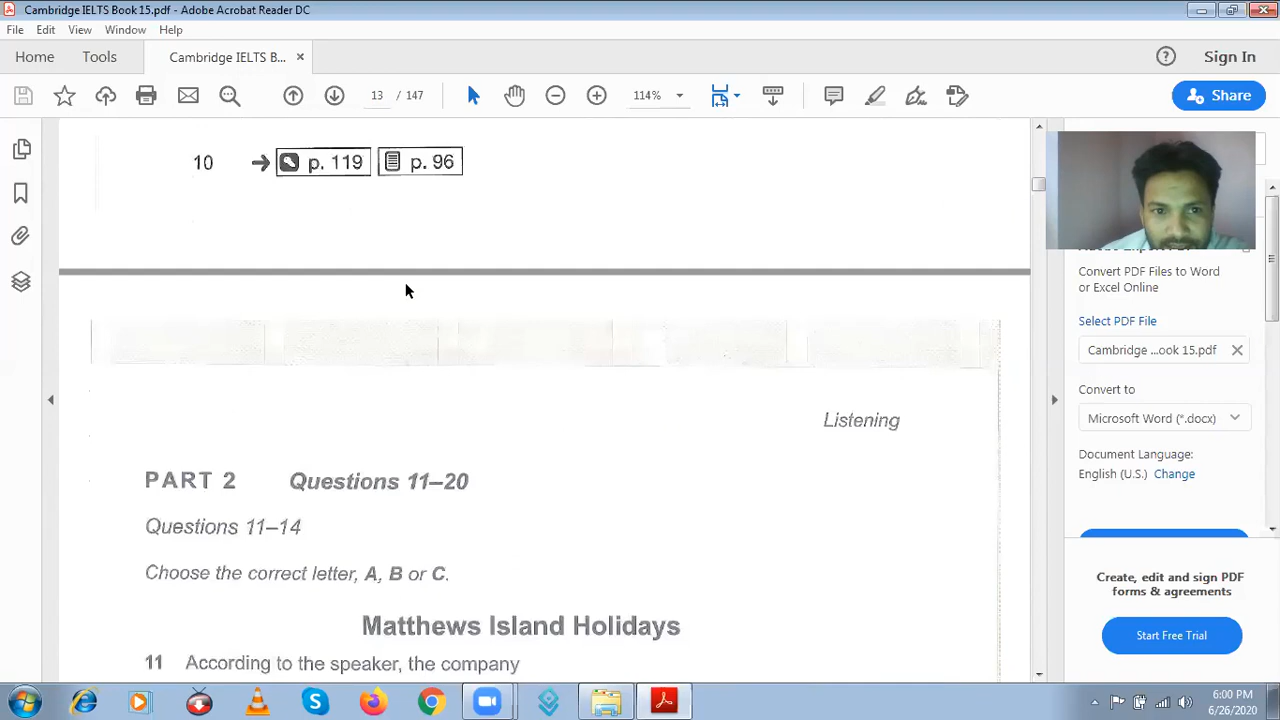 Cambridge IELTS Book 15.pdf - Adobe Acrobat Reader DC
File Edit View Window Help
Home Tools Cambridge IELTS B... ×
Sign In
13 / 147
114%
Share
10 → p. 119 p. 96
Convert PDF Files to Word
or Excel Online
Select PDF File
Cambridge ...ook 15.pdf
Convert to
Microsoft Word (*.docx)
Document Language:
English (U.S.) Change
Create, edit and sign PDF
forms & agreements
Start Free Trial
Listening
PART 2 Questions 11–20
Questions 11–14
Choose the correct letter, A, B or C.
Matthews Island Holidays
11 According to the speaker, the company
6:00 PM
6/26/2020